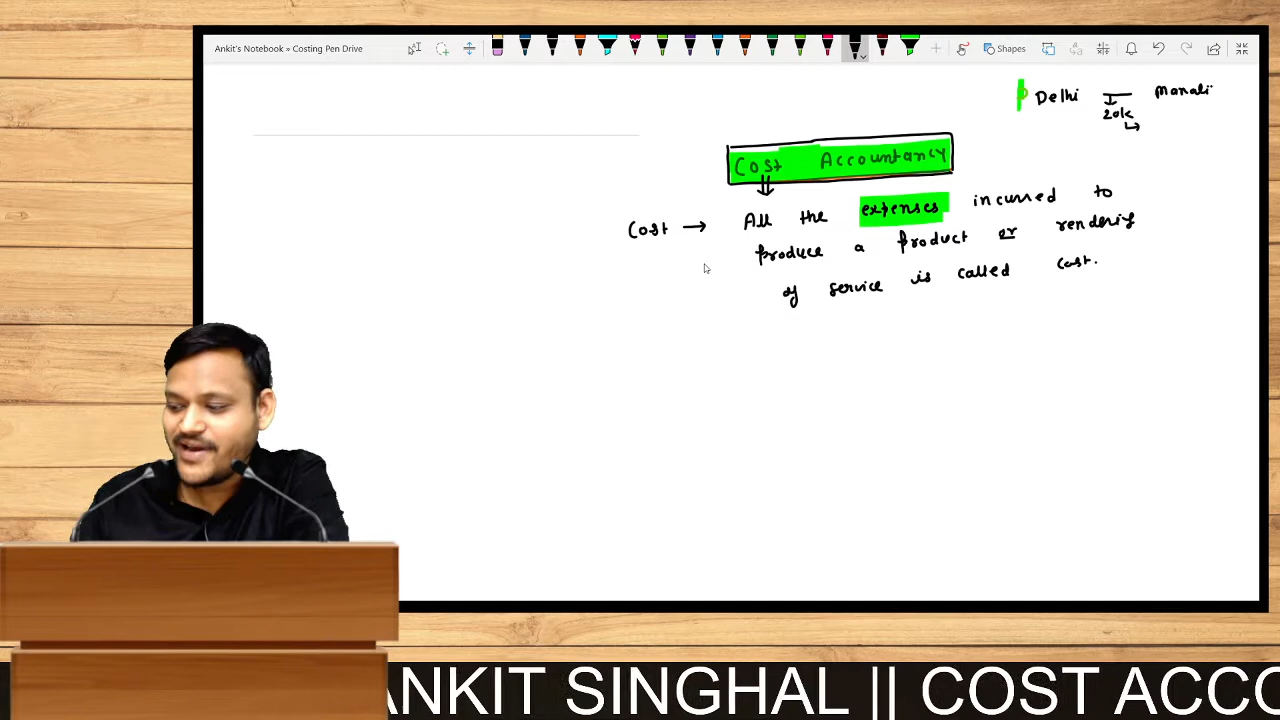 Ankit's Notebook » Costing Pen Drive
Shapes
Delhi — Manali
20k
Cost Accountancy
Cost → All the expenses incurred to
produce a product or rendering
of service is called cost.
ANKIT SINGHAL || COST ACCO